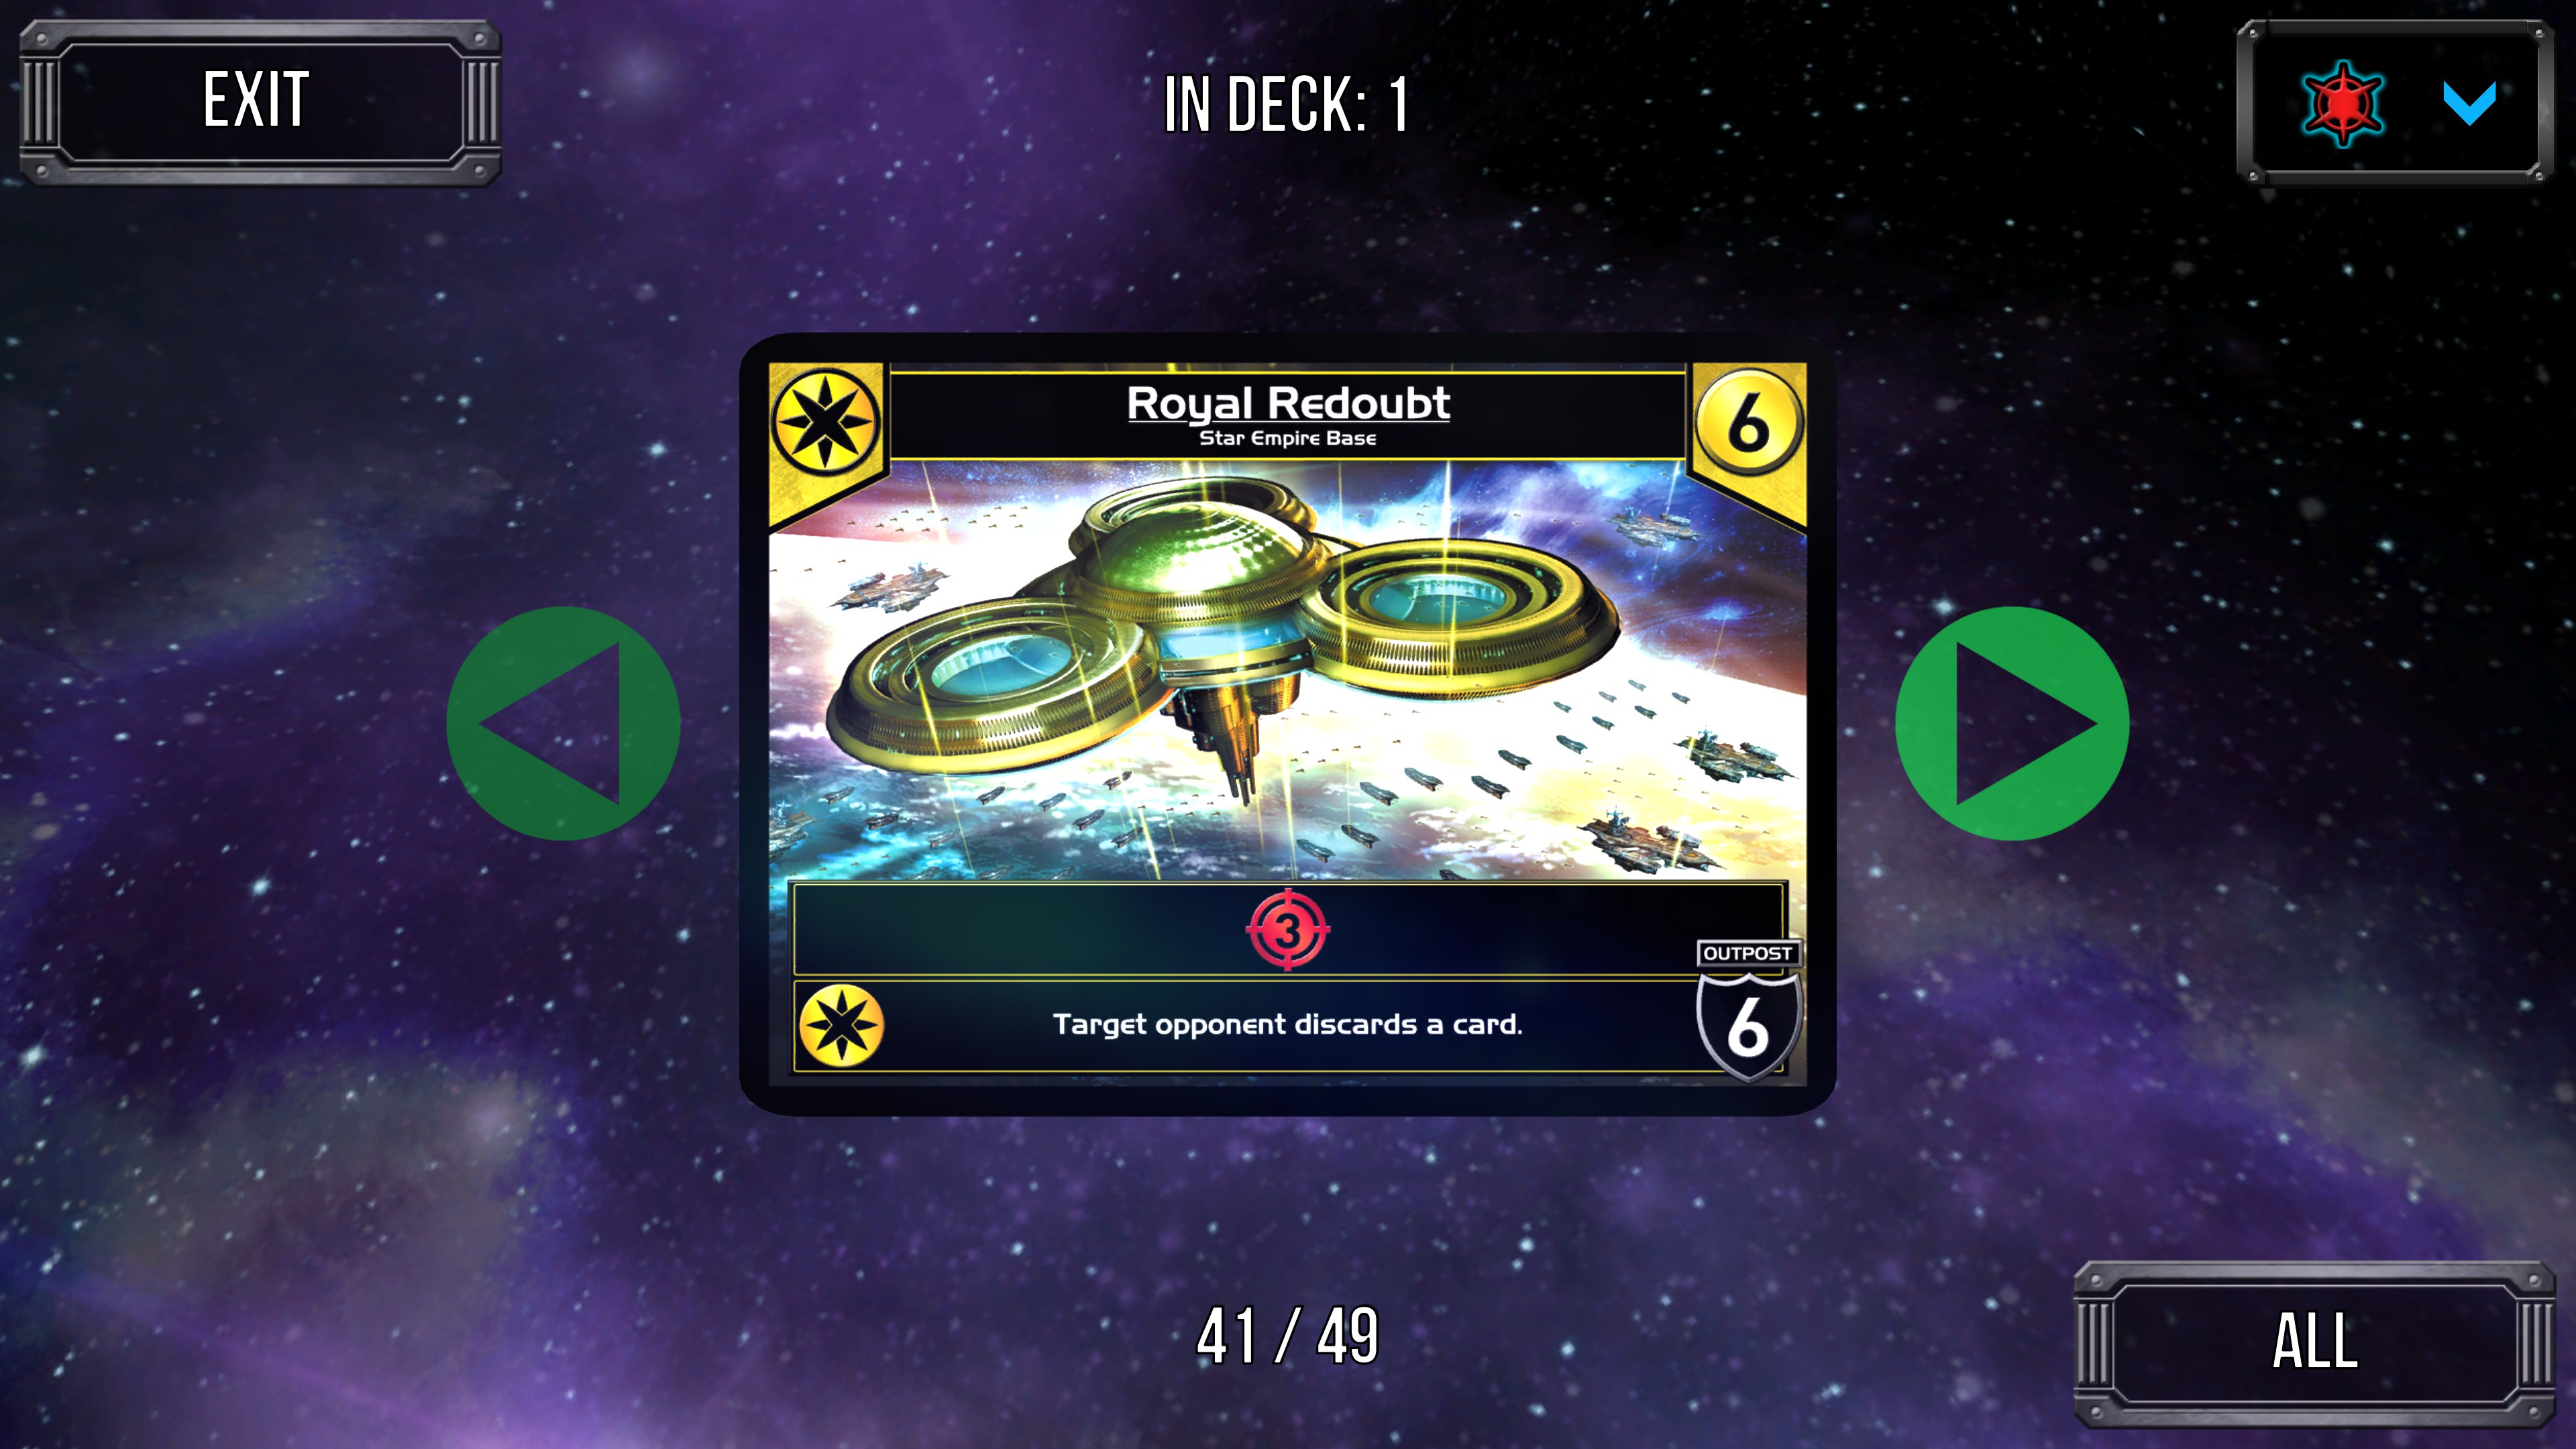 EXIT
IN DECK: 1
Royal Redoubt
6
Star Empire Base
3
OUTPOST
Target opponent discards a card.
6
41 / 49
ALL